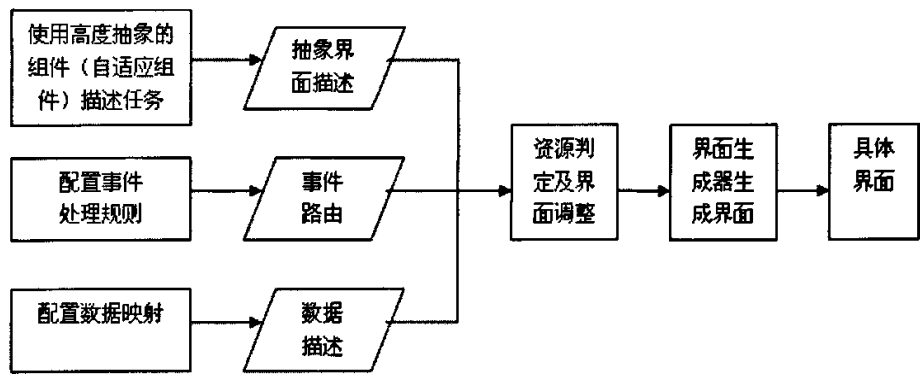 使用高度抽象的
组件（自适应组
件）描述任务
抽象界
面描述
配置事件
处理规则
事件
路由
配置数据映射
数据
描述
资源判
定及界
面调整
界面生
成器生
成界面
具体
界面